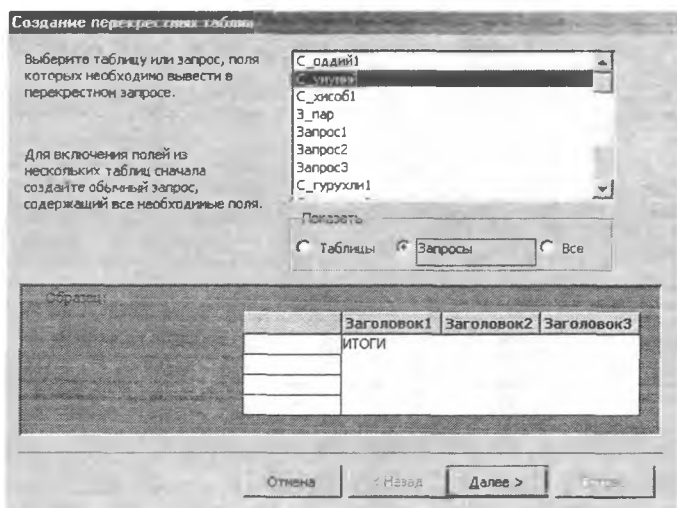 Создание перекрестных таблиц
Выберите таблицу или запрос, поля
которых необходимо вывести в
перекрестном запросе.
Для включения полей из
нескольких таблиц сначала
создайте обычный запрос,
содержащий все необходимые поля.
С_оддий1
С_хисоб1
З_пар
Запрос1
Запрос2
Запрос3
С_гурухли1
Показать
Таблицы
Запросы
Все
Образец:
Заголовок1 Заголовок2 Заголовок3
ИТОГИ
Отмена
< Назад
Далее >
Готово